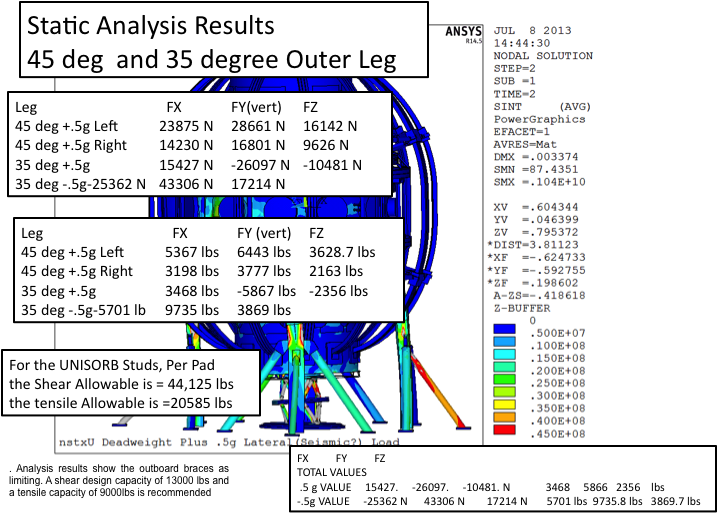 Static Analysis Results
45 deg  and 35 degree Outer Leg
ANSYS
R14.5
JUL  8 2013
14:44:30
NODAL SOLUTION
STEP=2
SUB =1
TIME=2
SINT     (AVG)
PowerGraphics
EFACET=1
AVRES=Mat
DMX =.003374
SMN =87.4351
SMX =.104E+10
XV  =.604344
YV  =.046399
ZV  =.795372
*DIST=3.81123
*XF  =-.624733
*YF  =-.592755
*ZF  =.198602
A-ZS=-.418618
Z-BUFFER
0
.500E+07
.100E+08
.150E+08
.200E+08
.250E+08
.300E+08
.350E+08
.400E+08
.450E+08
Leg FX FY(vert) FZ
45 deg +.5g Left 23875 N 28661 N 16142 N
45 deg +.5g Right 14230 N 16801 N 9626 N
35 deg +.5g 15427 N -26097 N -10481 N
35 deg -.5g-25362 N 43306 N 17214 N
Leg FX FY (vert) FZ
45 deg +.5g Left 5367 lbs 6443 lbs 3628.7 lbs
45 deg +.5g Right 3198 lbs 3777 lbs 2163 lbs
35 deg +.5g 3468 lbs -5867 lbs -2356 lbs
35 deg -.5g-5701 lb 9735 lbs 3869 lbs
For the UNISORB Studs, Per Pad
the Shear Allowable is = 44,125 lbs
the tensile Allowable is =20585 lbs
nstxU Deadweight Plus .5g Lateral(Seismic?) Load
. Analysis results show the outboard braces as
limiting. A shear design capacity of 13000 lbs and
a tensile capacity of 9000lbs is recommended
FX FY FZ
TOTAL VALUES
.5 g VALUE 15427. -26097. -10481. N 3468 5866 2356 lbs
-.5g VALUE -25362 N 43306 N 17214 N 5701 lbs 9735.8 lbs 3869.7 lbs